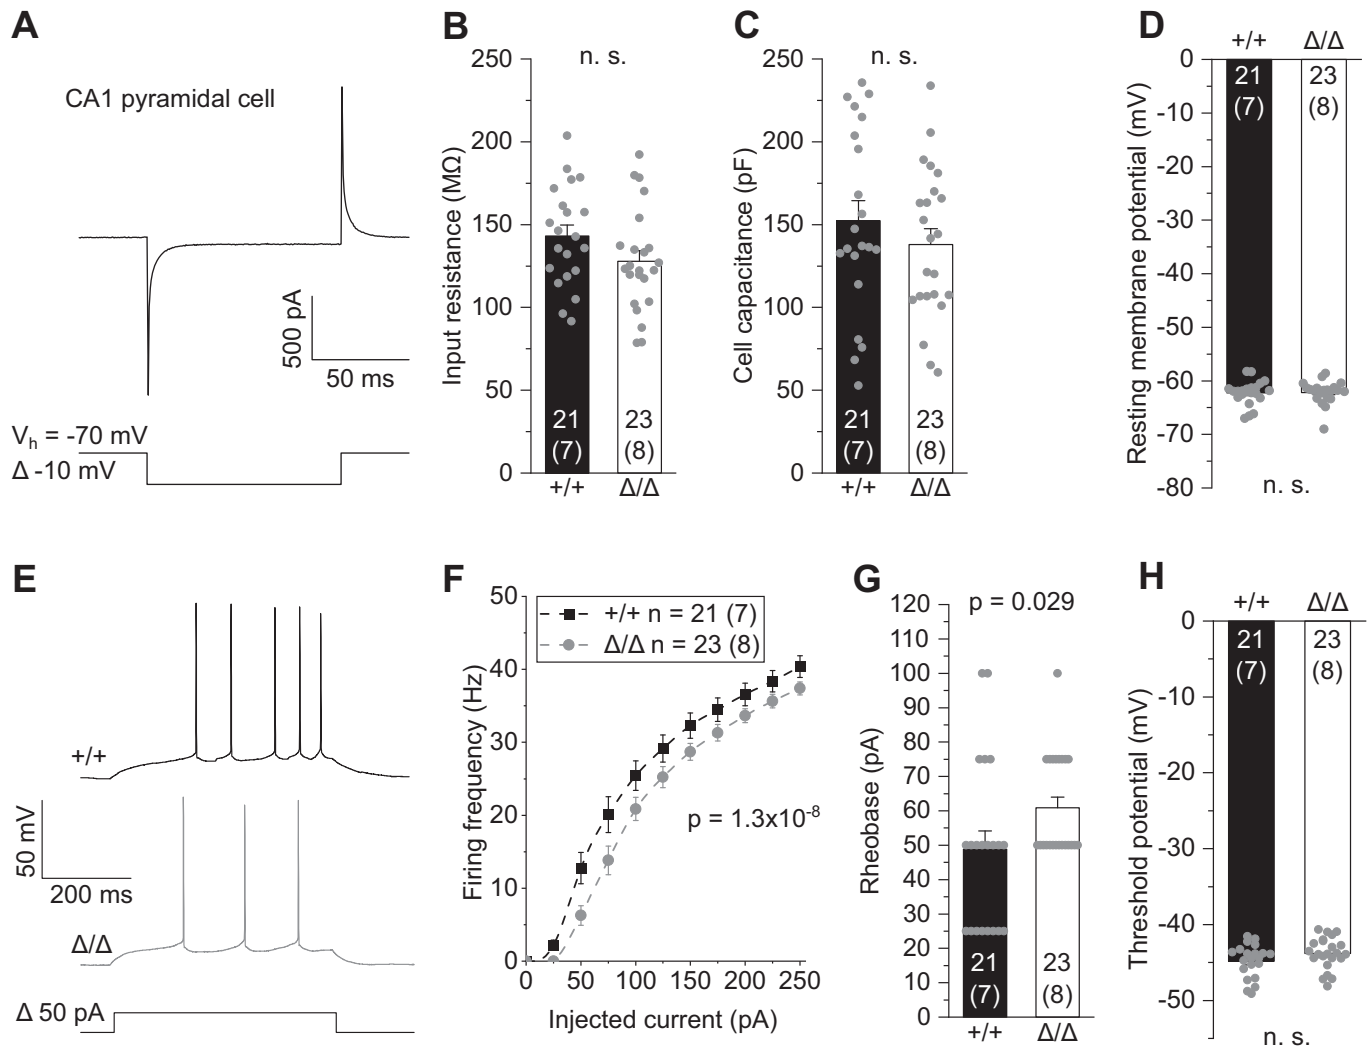 A
CA1 pyramidal cell
500 pA
50 ms
Vₕ = -70 mV
Δ -10 mV
B
n. s.
Input resistance (MΩ)
250
200
150
100
50
0
21
(7)
23
(8)
+/+
Δ/Δ
C
n. s.
Cell capacitance (pF)
250
200
150
100
50
0
21
(7)
23
(8)
+/+
Δ/Δ
D
+/+
Δ/Δ
Resting membrane potential (mV)
0
-10
-20
-30
-40
-50
-60
-70
-80
21
(7)
23
(8)
n. s.
E
+/+
50 mV
200 ms
Δ/Δ
Δ 50 pA
F
Firing frequency (Hz)
50
40
30
20
10
0
+/+ n = 21 (7)
Δ/Δ n = 23 (8)
p = 1.3x10⁻⁸
0
50
100
150
200
250
Injected current (pA)
G
p = 0.029
Rheobase (pA)
120
110
100
90
80
70
60
50
40
30
20
10
0
21
(7)
23
(8)
+/+
Δ/Δ
H
+/+
Δ/Δ
Threshold potential (mV)
0
-10
-20
-30
-40
-50
21
(7)
23
(8)
n. s.